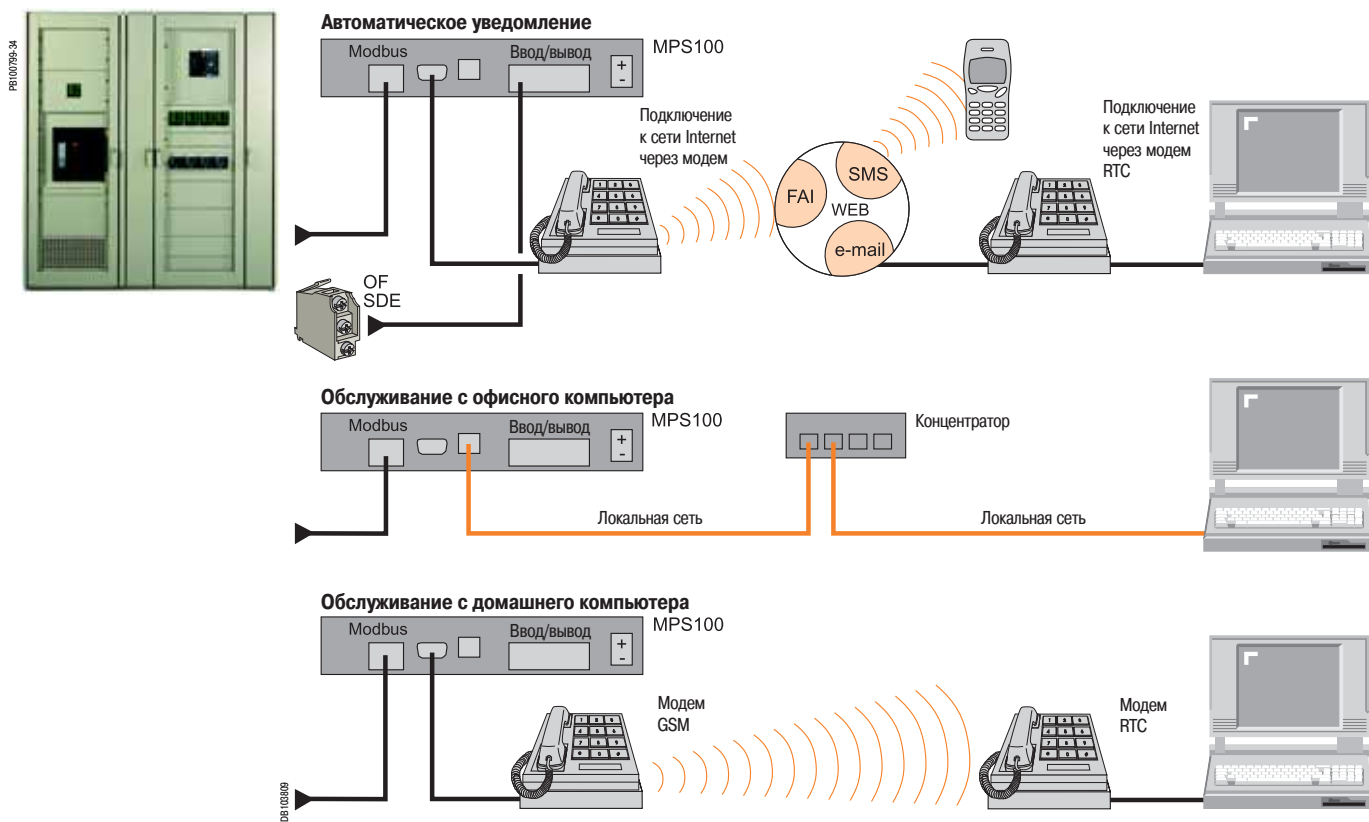 PB100799-34
Автоматическое уведомление
Modbus
Ввод/вывод
+
-
MPS100
Подключение
к сети Internet
через модем
FAI
SMS
WEB
e-mail
Подключение
к сети Internet
через модем
RTC
OF
SDE
Обслуживание с офисного компьютера
Modbus
Ввод/вывод
+
-
MPS100
Концентратор
Локальная сеть
Локальная сеть
Обслуживание с домашнего компьютера
Modbus
Ввод/вывод
+
-
MPS100
Модем
GSM
Модем
RTC
DB103809